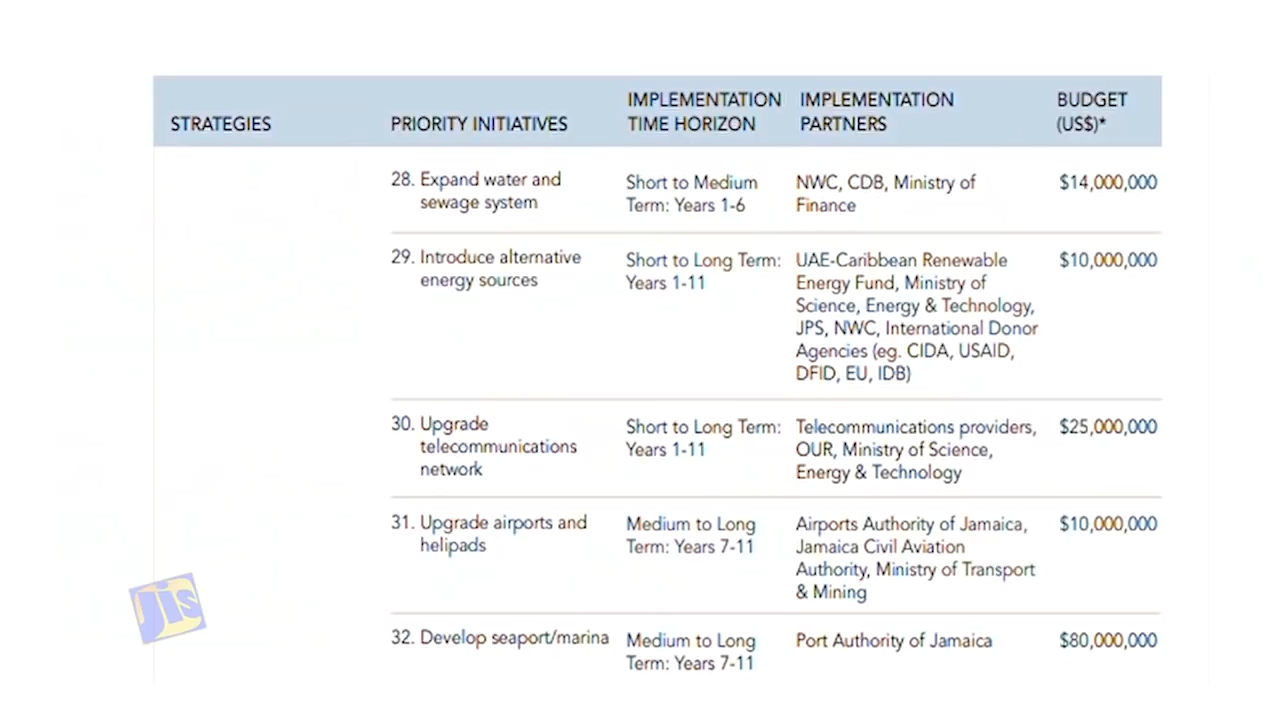 STRATEGIES
PRIORITY INITIATIVES
IMPLEMENTATION
TIME HORIZON
IMPLEMENTATION
PARTNERS
BUDGET
(US$)*
28. Expand water and
sewage system
Short to Medium
Term: Years 1-6
NWC, CDB, Ministry of
Finance
$14,000,000
29. Introduce alternative
energy sources
Short to Long Term:
Years 1-11
UAE-Caribbean Renewable
Energy Fund, Ministry of
Science, Energy & Technology,
JPS, NWC, International Donor
Agencies (eg. CIDA, USAID,
DFID, EU, IDB)
$10,000,000
30. Upgrade
telecommunications
network
Short to Long Term:
Years 1-11
Telecommunications providers,
OUR, Ministry of Science,
Energy & Technology
$25,000,000
31. Upgrade airports and
helipads
Medium to Long
Term: Years 7-11
Airports Authority of Jamaica,
Jamaica Civil Aviation
Authority, Ministry of Transport
& Mining
$10,000,000
32. Develop seaport/marina
Medium to Long
Term: Years 7-11
Port Authority of Jamaica
$80,000,000
jis